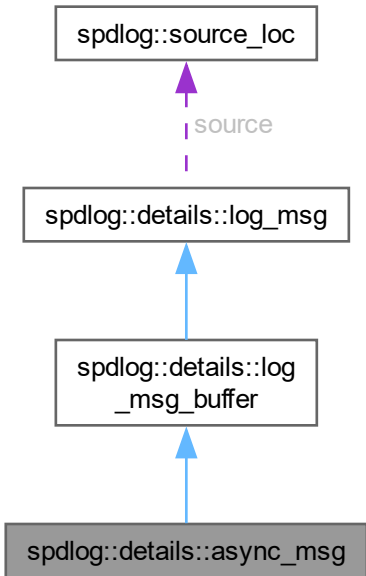 spdlog::source_loc
source
spdlog::details::log_msg
spdlog::details::log
_msg_buffer
spdlog::details::async_msg